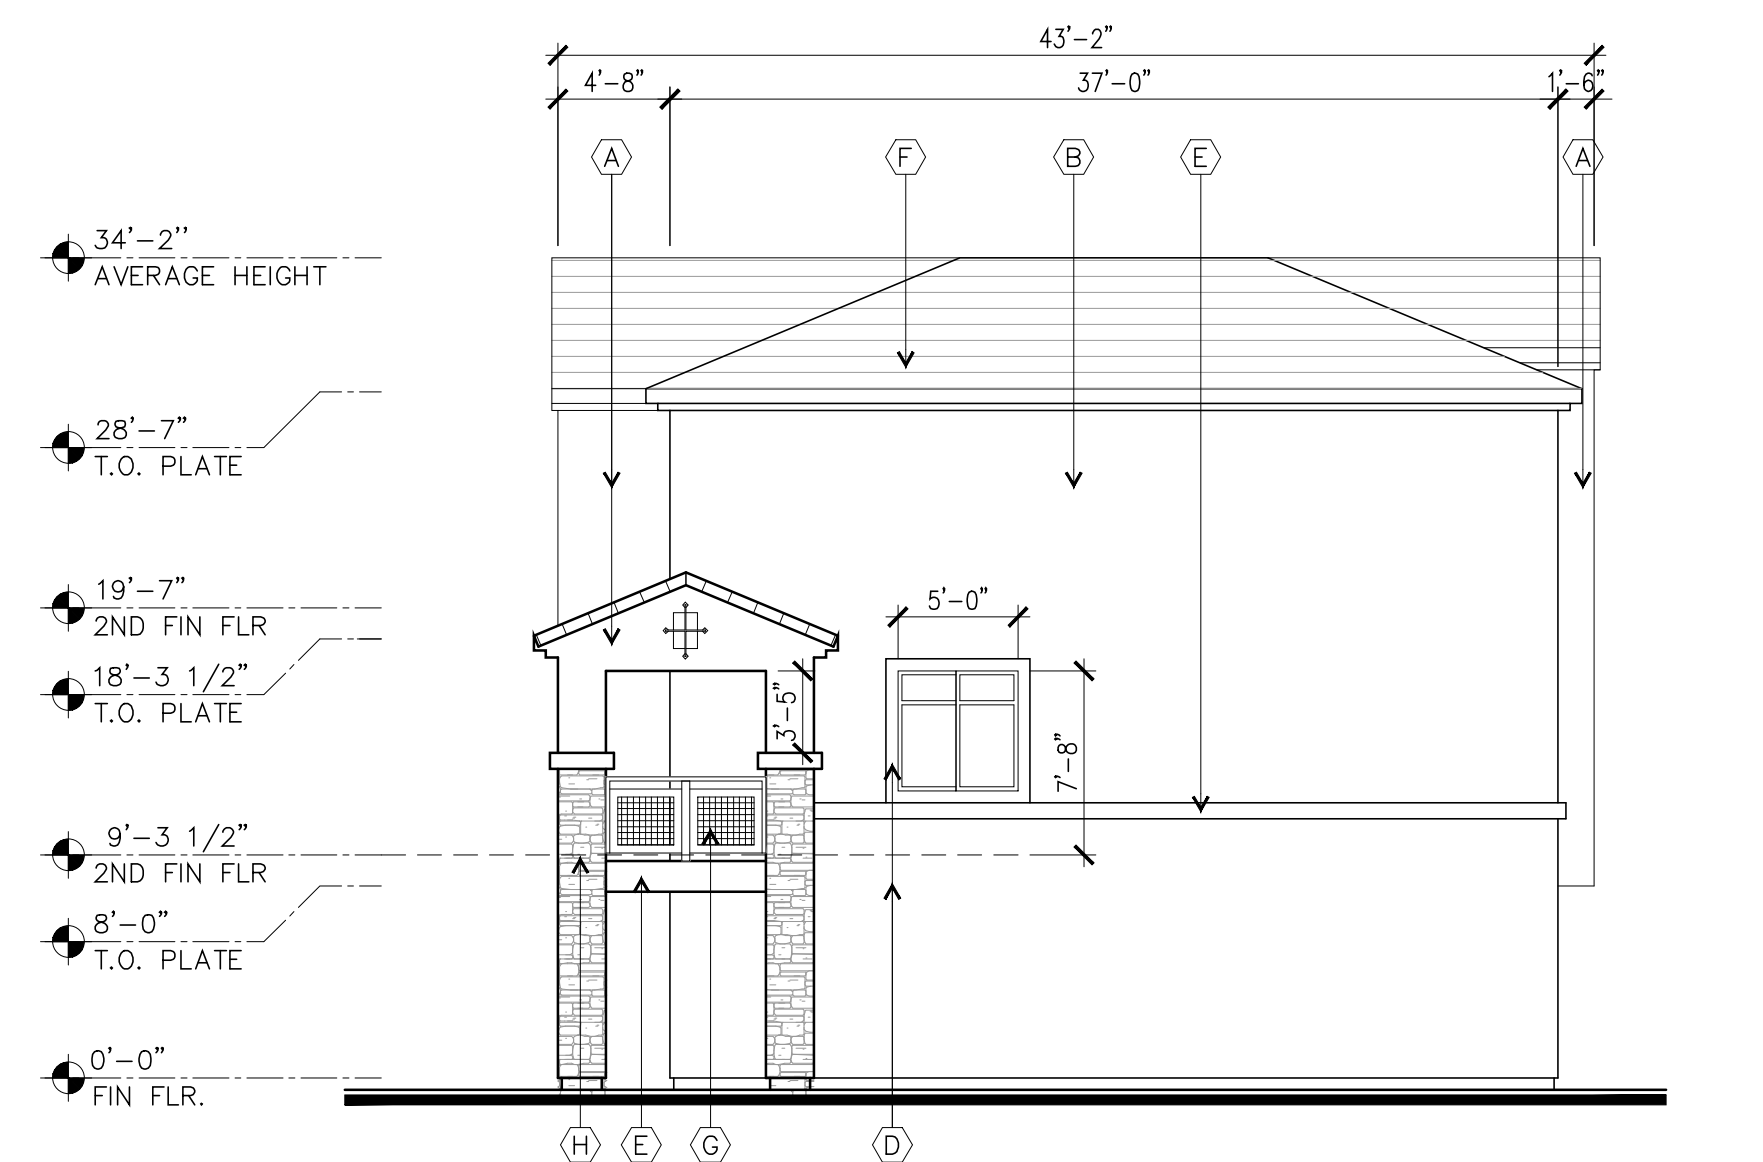 43'-2"
4'-8" 37'-0" 1'-6"
A F B E A
34'-2''
AVERAGE HEIGHT
28'-7"
T.O. PLATE
19'-7"
2ND FIN FLR
5'-0"
18'-3 1/2"
T.O. PLATE
3'-5"
7'-8"
9'-3 1/2"
2ND FIN FLR
8'-0"
T.O. PLATE
0'-0"
FIN FLR.
H E G D